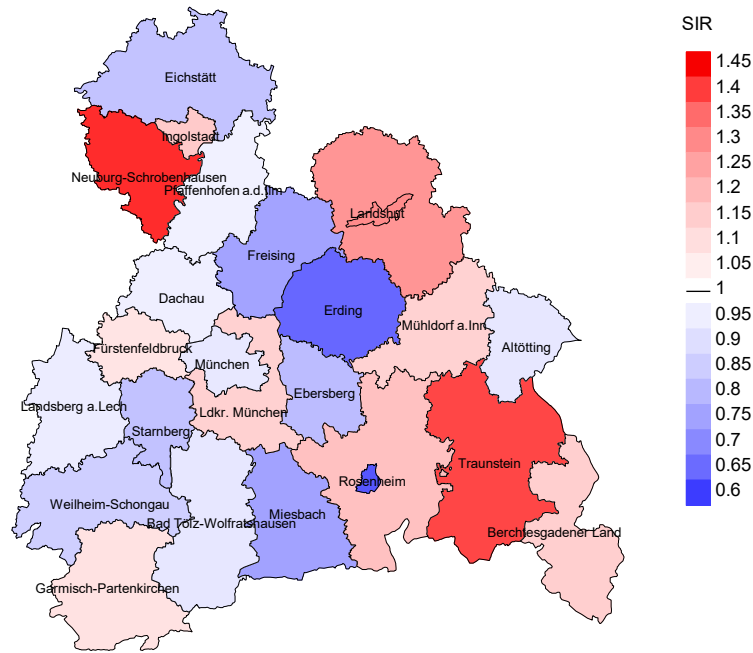 SIR
1.45
1.4
1.35
1.3
1.25
1.2
1.15
1.1
1.05
1
0.95
0.9
0.85
0.8
0.75
0.7
0.65
0.6
Eichstätt
Ingolstadt
Neuburg-Schrobenhausen
Pfaffenhofen a.d.Ilm
Landshut
Freising
Dachau
Erding
Mühldorf a.Inn
Altötting
Fürstenfeldbruck
München
Ebersberg
Landsberg a.Lech
Ldkr. München
Starnberg
Traunstein
Rosenheim
Weilheim-Schongau
Miesbach
Bad Tölz-Wolfratshausen
Berchtesgadener Land
Garmisch-Partenkirchen